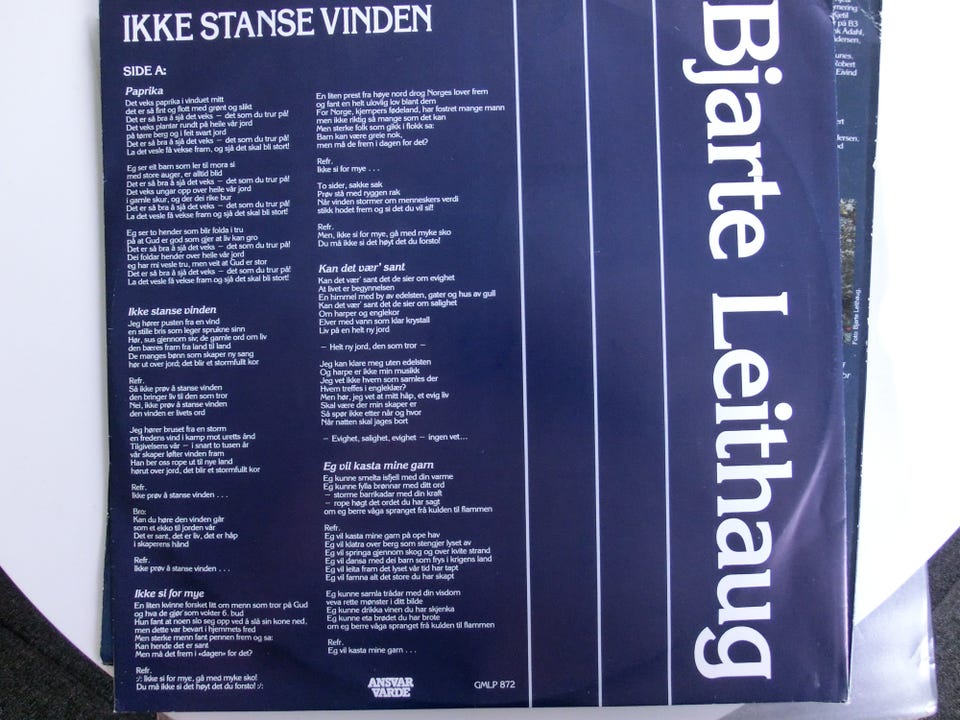 IKKE STANSE VINDEN
SIDE A:
Paprika
Det veks paprika i vinduet mitt
det er så fint og flott med grønt og slikt
Det er så bra å sjå det veks — det som du trur på!
Det veks plantar rundt på heile vår jord
på tørre berg og i feit svart jord
Det er så bra å sjå det veks — det som du trur på!
La det vesle få vekse fram, og sjå det skal bli stort!
Eg ser eit barn som ler til mora si
med store auger, er alltid blid
Det er så bra å sjå det veks — det som du trur på!
Det veks ungar opp over heile vår jord
i gamle skur, og der dei rike bur
Det er så bra å sjå det veks — det som du trur på!
La det vesle få vekse fram og sjå det skal bli stort!
Eg ser to hender som blir folda i tru
på at Gud er god som gjer at liv kan gro
Det er så bra å sjå det veks — det som du trur på!
Dei foldar hender over heile vår jord
eg har mi vesle tru, men veit at Gud er stor
Det er så bra å sjå det veks — det som du trur på!
La det vesle få vekse fram og sjå det skal bli stort!
Ikke stanse vinden
Jeg hører pusten fra en vind
en stille bris som leger sprukne sinn
Hør, sus gjennom siv, de gamle ord om liv
den bæres fram fra land til land
De manges bønn som skaper ny sang
hør ut over jord; det blir et stormfullt kor
Refr.
Så ikke prøv å stanse vinden
den bringer liv til den som tror
Nei, ikke prøv å stanse vinden
den vinden er livets ord
Jeg hører bruset fra en storm
en fredens vind i kamp mot uretts ånd
Tilgivelsens vår — i snart to tusen år
vår skaper løfter vinden fram
Han ber oss rope ut til nye land
hørut over jord, det blir et stormfullt kor
Refr.
Ikke prøv å stanse vinden . . .
Bro:
Kan du høre den vinden går
som et ekko til jorden vår
Det er sant, det er liv, det er håp
i skaperens hånd
Refr.
Ikke prøv å stanse vinden . . .
Ikke si for mye
En liten kvinne forsket litt om menn som tror på Gud
og hva de gjør som volder 6. bud
Hun fant at noen slo seg opp ved å slå sin kone ned,
men dette var bevart i hjemmets fred
Men sterke menn fant pennen frem og sa:
Kan hende det er sant
Men må det frem i «dagen» for det?
Refr.
:/: Ikke si for mye, gå med myke sko!
Du må ikke si det høyt det du forsto! :/:
En liten prest fra høye nord drog Norges lover frem
og fant en helt ulovlig lov blant dem
For Norge, kjempers fødeland, har fostret mange mann
men ikke riktig så mange som det kan
Men sterke folk som gikk i flokk sa:
Barn kan være greie nok,
men må de frem i dagen for det?
Refr.
Ikke si for mye . . .
To sider, sakke sak
Prøv stå med ryggen rak
Når vinden stormer om menneskers verdi
stikk hodet frem og si det du vil si!!
Refr.
Men, ikke si for mye, gå med myke sko
Du må ikke si det høyt det du forsto!
Kan det vær' sant
Kan det vær' sant det de sier om evighet
At livet er begynnelsen
En himmel med by av edelsten, gater og hus av gull
Kan det vær' sant det de sier om salighet
Om harper og englekor
Elver med vann som klar krystall
Liv på en helt ny jord
— Helt ny jord, den som tror —
Jeg kan klare meg uten edelsten
Og harpe er ikke min musikk
Jeg vet ikke hvem som samles der
Hvem treffes i engleklær?
Men hør, jeg vet at mitt håp, et evig liv
Skal være der min skaper er
Så spør ikke etter når og hvor
Når natten skal jages bort
— Evighet, salighet, evighet — ingen vet...
Eg vil kasta mine garn
Eg kunne smelta isfjell med din varme
Eg kunne fylla brønnar med ditt ord
— storme barrikadar med din kraft
— rope høgt det ordet du har sagt
om eg berre våga spranget frå kulden til flammen
Refr.
Eg vil kasta mine garn på ope hav
Eg vil klatra over berg som stengjer lyset av
Eg vil springa gjennom skog og over kvite strand
Eg vil dansa med dei barn som frys i krigens land
Eg vil leita fram det lyset vår tid har tapt
Eg vil famna alt det store du har skapt
Eg kunne samla trådar med din visdom
veva rette mønster i ditt bilde
Eg kunne drikka vinen du har skjenka
Eg kunne eta brødet du har brote
om eg berre våga spranget frå kulden til flammen
Refr.
Eg vil kasta mine garn . . .
ANSVAR
VARDE
GMLP 872
Bjarte Leithaug
Foto: Bjarte Leithaug.
på B3
Adahl,
Robert
Eivind